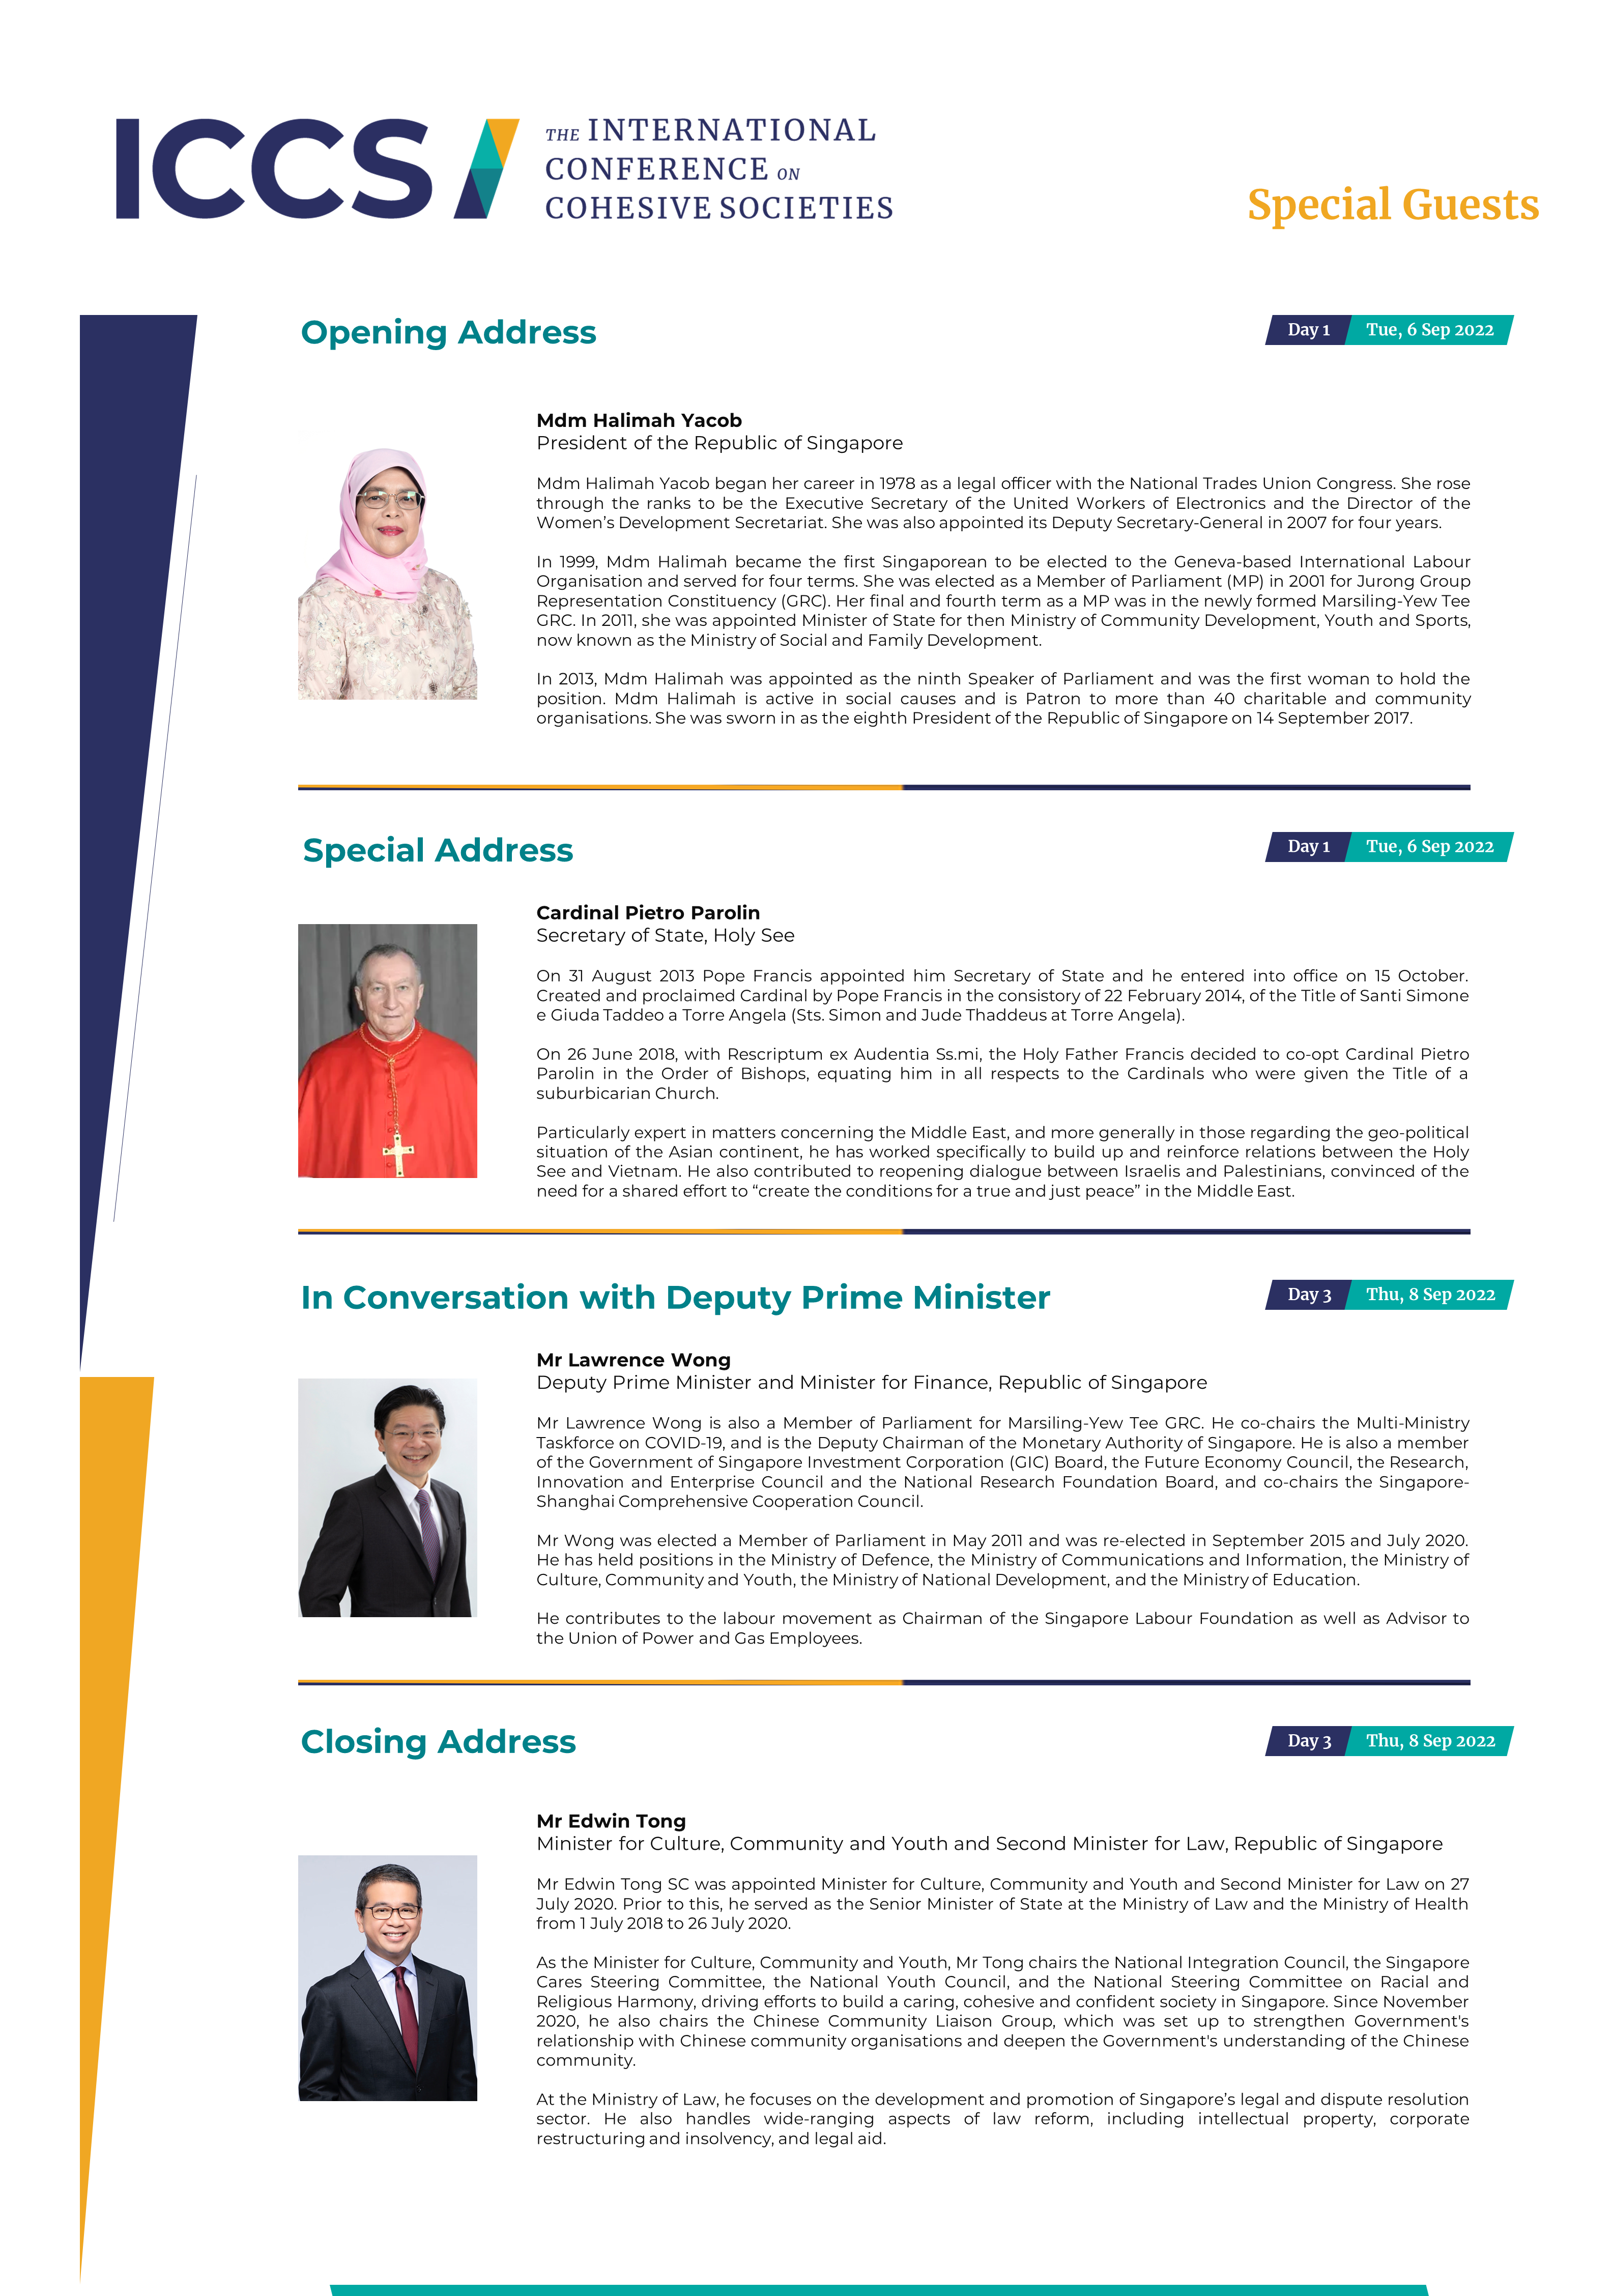 ICCS
THE INTERNATIONAL
CONFERENCE ON
COHESIVE SOCIETIES
Special Guests
Opening Address
Day 1 Tue, 6 Sep 2022
Mdm Halimah Yacob
President of the Republic of Singapore
Mdm Halimah Yacob began her career in 1978 as a legal officer with the National Trades Union Congress. She rose
through the ranks to be the Executive Secretary of the United Workers of Electronics and the Director of the
Women’s Development Secretariat. She was also appointed its Deputy Secretary-General in 2007 for four years.
In 1999, Mdm Halimah became the first Singaporean to be elected to the Geneva-based International Labour
Organisation and served for four terms. She was elected as a Member of Parliament (MP) in 2001 for Jurong Group
Representation Constituency (GRC). Her final and fourth term as a MP was in the newly formed Marsiling-Yew Tee
GRC. In 2011, she was appointed Minister of State for then Ministry of Community Development, Youth and Sports,
now known as the Ministry of Social and Family Development.
In 2013, Mdm Halimah was appointed as the ninth Speaker of Parliament and was the first woman to hold the
position. Mdm Halimah is active in social causes and is Patron to more than 40 charitable and community
organisations. She was sworn in as the eighth President of the Republic of Singapore on 14 September 2017.
Special Address
Day 1 Tue, 6 Sep 2022
Cardinal Pietro Parolin
Secretary of State, Holy See
On 31 August 2013 Pope Francis appointed him Secretary of State and he entered into office on 15 October.
Created and proclaimed Cardinal by Pope Francis in the consistory of 22 February 2014, of the Title of Santi Simone
e Giuda Taddeo a Torre Angela (Sts. Simon and Jude Thaddeus at Torre Angela).
On 26 June 2018, with Rescriptum ex Audentia Ss.mi, the Holy Father Francis decided to co-opt Cardinal Pietro
Parolin in the Order of Bishops, equating him in all respects to the Cardinals who were given the Title of a
suburbicarian Church.
Particularly expert in matters concerning the Middle East, and more generally in those regarding the geo-political
situation of the Asian continent, he has worked specifically to build up and reinforce relations between the Holy
See and Vietnam. He also contributed to reopening dialogue between Israelis and Palestinians, convinced of the
need for a shared effort to “create the conditions for a true and just peace” in the Middle East.
In Conversation with Deputy Prime Minister
Day 3 Thu, 8 Sep 2022
Mr Lawrence Wong
Deputy Prime Minister and Minister for Finance, Republic of Singapore
Mr Lawrence Wong is also a Member of Parliament for Marsiling-Yew Tee GRC. He co-chairs the Multi-Ministry
Taskforce on COVID-19, and is the Deputy Chairman of the Monetary Authority of Singapore. He is also a member
of the Government of Singapore Investment Corporation (GIC) Board, the Future Economy Council, the Research,
Innovation and Enterprise Council and the National Research Foundation Board, and co-chairs the Singapore-
Shanghai Comprehensive Cooperation Council.
Mr Wong was elected a Member of Parliament in May 2011 and was re-elected in September 2015 and July 2020.
He has held positions in the Ministry of Defence, the Ministry of Communications and Information, the Ministry of
Culture, Community and Youth, the Ministry of National Development, and the Ministry of Education.
He contributes to the labour movement as Chairman of the Singapore Labour Foundation as well as Advisor to
the Union of Power and Gas Employees.
Closing Address
Day 3 Thu, 8 Sep 2022
Mr Edwin Tong
Minister for Culture, Community and Youth and Second Minister for Law, Republic of Singapore
Mr Edwin Tong SC was appointed Minister for Culture, Community and Youth and Second Minister for Law on 27
July 2020. Prior to this, he served as the Senior Minister of State at the Ministry of Law and the Ministry of Health
from 1 July 2018 to 26 July 2020.
As the Minister for Culture, Community and Youth, Mr Tong chairs the National Integration Council, the Singapore
Cares Steering Committee, the National Youth Council, and the National Steering Committee on Racial and
Religious Harmony, driving efforts to build a caring, cohesive and confident society in Singapore. Since November
2020, he also chairs the Chinese Community Liaison Group, which was set up to strengthen Government's
relationship with Chinese community organisations and deepen the Government's understanding of the Chinese
community.
At the Ministry of Law, he focuses on the development and promotion of Singapore’s legal and dispute resolution
sector. He also handles wide-ranging aspects of law reform, including intellectual property, corporate
restructuring and insolvency, and legal aid.